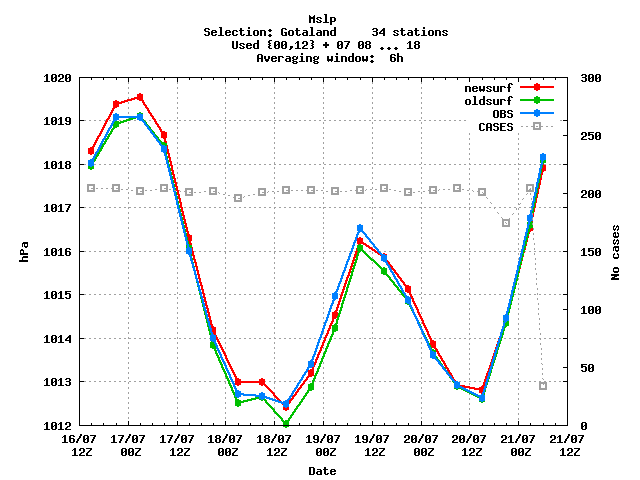 Mslp
Selection: Gotaland     34 stations
Used {00,12} + 07 08 ... 18
Averaging window:  6h
newsurf
oldsurf
OBS
CASES
1020
1019
1018
1017
1016
1015
1014
1013
1012
hPa
300
250
200
150
100
50
0
No cases
16/07 17/07 17/07 18/07 18/07 19/07 19/07 20/07 20/07 21/07 21/07
12Z 00Z 12Z 00Z 12Z 00Z 12Z 00Z 12Z 00Z 12Z
Date